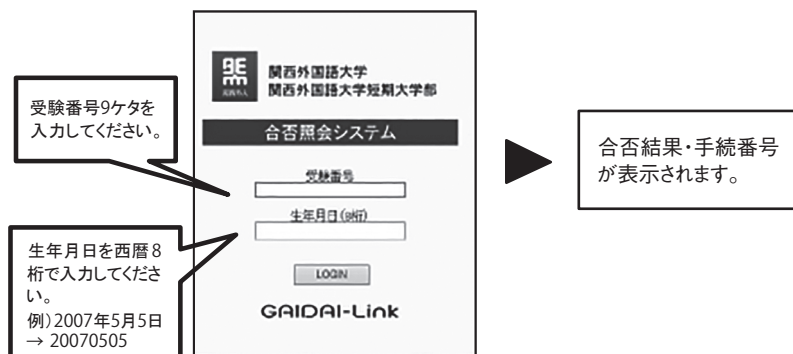 関西外国語大学
関西外国語大学短期大学部
受験番号9ケタを
入力してください。
合否照会システム
受験番号
生年月日(8桁)
生年月日を西暦8
桁で入力してくださ
い。
例)2007年5月5日
→ 20070505
LOGIN
GAIDAI-Link
合否結果・手続番号
が表示されます。